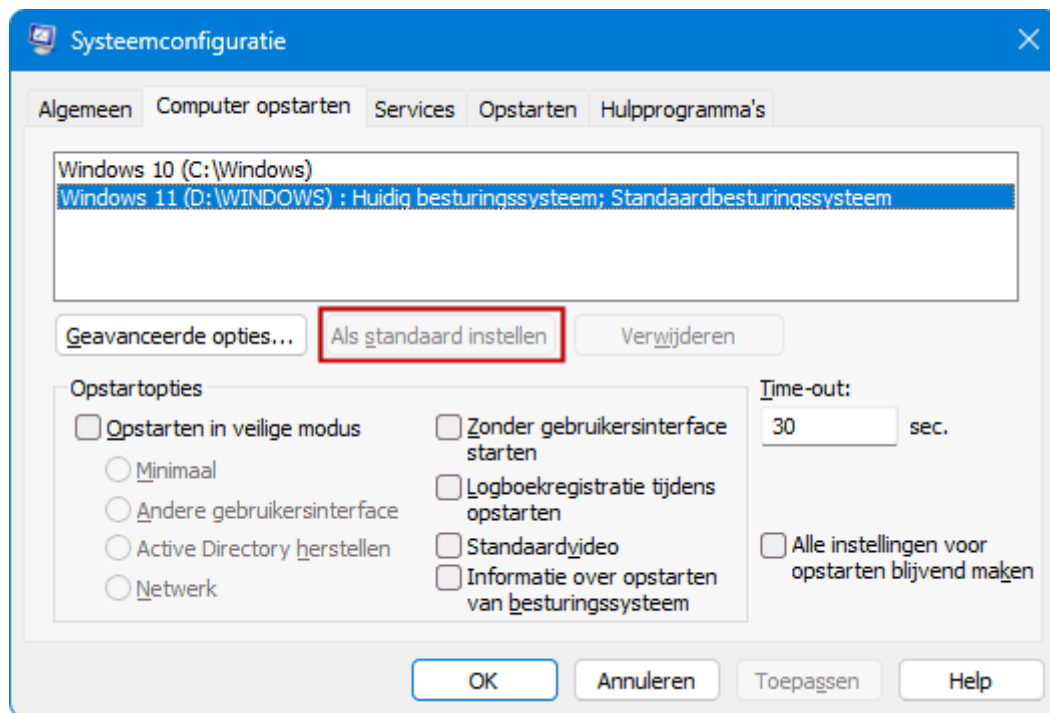 Systeemconfiguratie
Algemeen Computer opstarten Services Opstarten Hulpprogramma's
Windows 10 (C:\Windows)
Windows 11 (D:\WINDOWS) : Huidig besturingssysteem; Standaardbesturingssysteem
Geavanceerde opties... Als standaard instellen Verwijderen
Opstartopties
Opstarten in veilige modus
Minimaal
Andere gebruikersinterface
Active Directory herstellen
Netwerk
Zonder gebruikersinterface
starten
Logboekregistratie tijdens
opstarten
Standaardvideo
Informatie over opstarten
van besturingssysteem
Time-out:
30 sec.
Alle instellingen voor
opstarten blijvend maken
OK Annuleren Toepassen Help